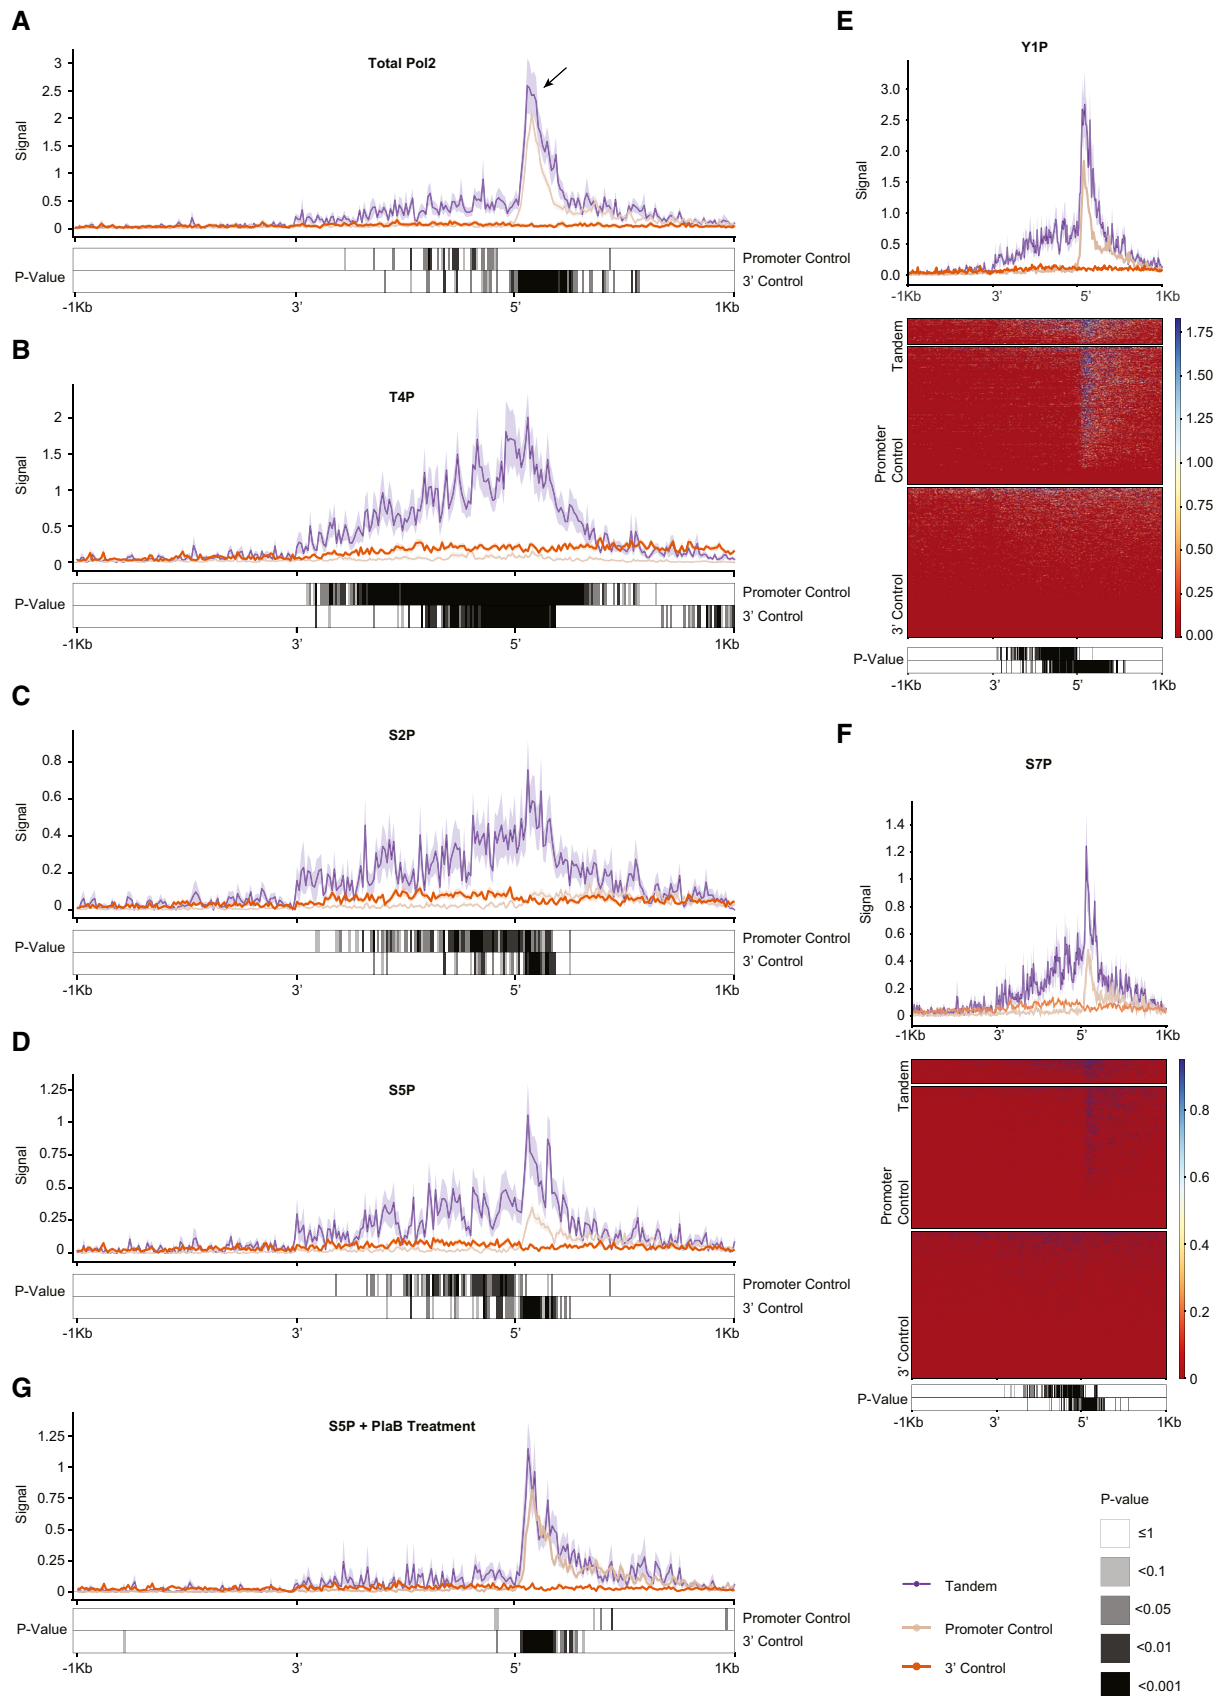 A
Total Pol2
Signal
3
2.5
2
1.5
1
0.5
0
P-Value
Promoter Control
3' Control
-1Kb
3'
5'
1Kb
B
T4P
Signal
2
1.5
1
0.5
0
P-Value
Promoter Control
3' Control
-1Kb
3'
5'
1Kb
C
S2P
Signal
0.8
0.6
0.4
0.2
0
P-Value
Promoter Control
3' Control
-1Kb
3'
5'
1Kb
D
S5P
Signal
1.25
1
0.75
0.5
0.25
0
P-Value
Promoter Control
3' Control
-1Kb
3'
5'
1Kb
G
S5P + PlaB Treatment
Signal
1.25
1
0.75
0.5
0.25
0
P-Value
Promoter Control
3' Control
-1Kb
3'
5'
1Kb
E
Y1P
Signal
3.0
2.5
2.0
1.5
1.0
0.5
0.0
-1Kb
3'
5'
1Kb
Tandem
Promoter
Control
3' Control
1.75
1.50
1.25
1.00
0.75
0.50
0.25
0.00
P-Value
-1Kb
3'
5'
1Kb
F
S7P
Signal
1.4
1.2
1
0.8
0.6
0.4
0.2
0
-1Kb
3'
5'
1Kb
Tandem
Promoter
Control
3' Control
0.8
0.6
0.4
0.2
0
P-Value
-1Kb
3'
5'
1Kb
Tandem
Promoter Control
3' Control
P-value
≤1
<0.1
<0.05
<0.01
<0.001